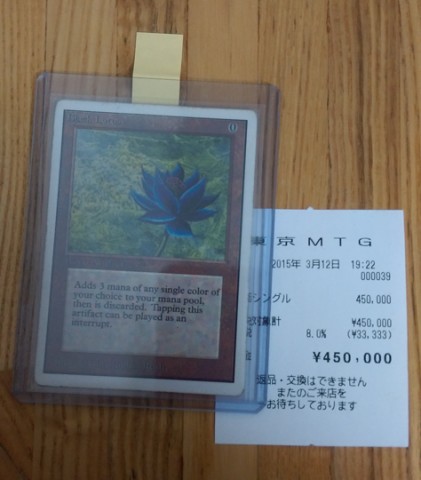 0
Adds 3 mana of any single color of
your choice to your mana pool,
then is discarded. Tapping this
artifact can be played as an
interrupt.
東京MTG
2015年 3月12日 19:22
000039
シングル 450,000
計 ¥450,000
8.0% (¥33,333)
¥450,000
返品・交換はできません
またのご来店を
お待ちしております